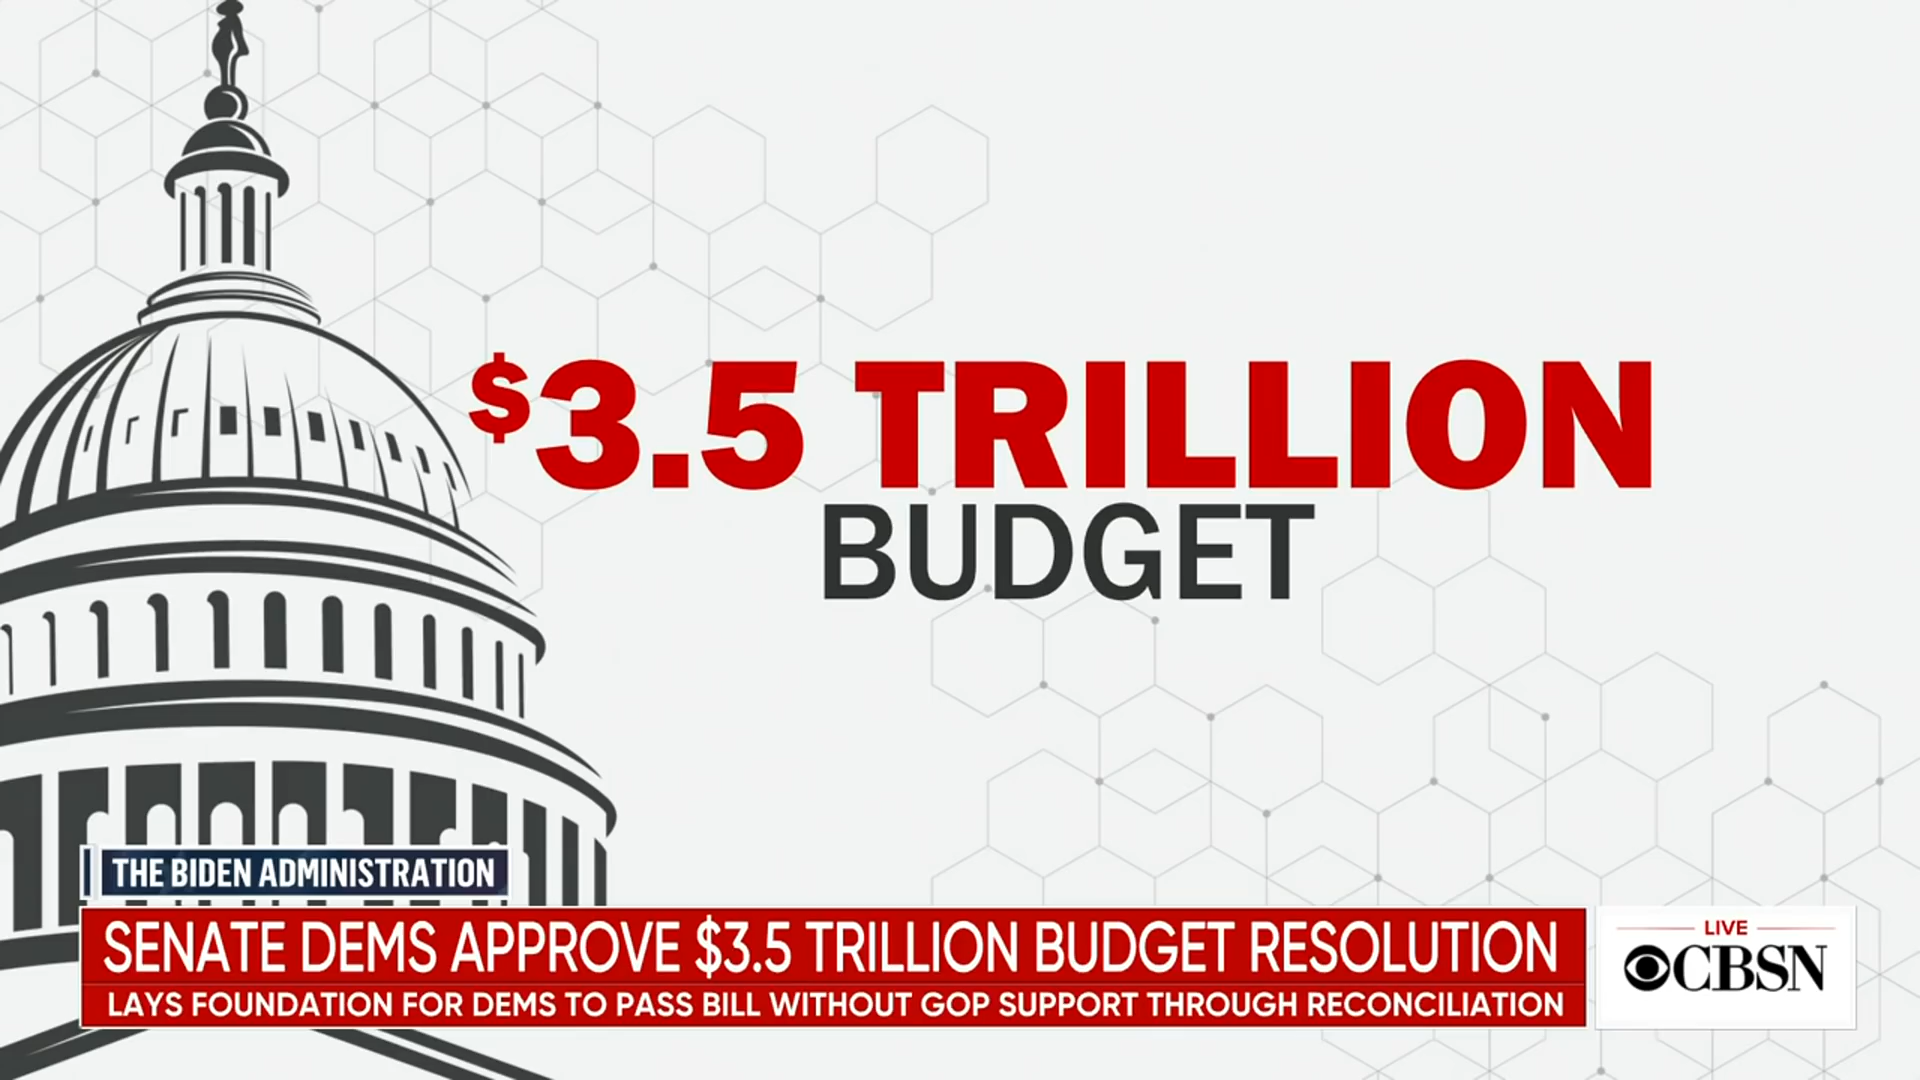 $3.5 TRILLION
BUDGET
THE BIDEN ADMINISTRATION
SENATE DEMS APPROVE $3.5 TRILLION BUDGET RESOLUTION
LAYS FOUNDATION FOR DEMS TO PASS BILL WITHOUT GOP SUPPORT THROUGH RECONCILIATION
LIVE
CBSN